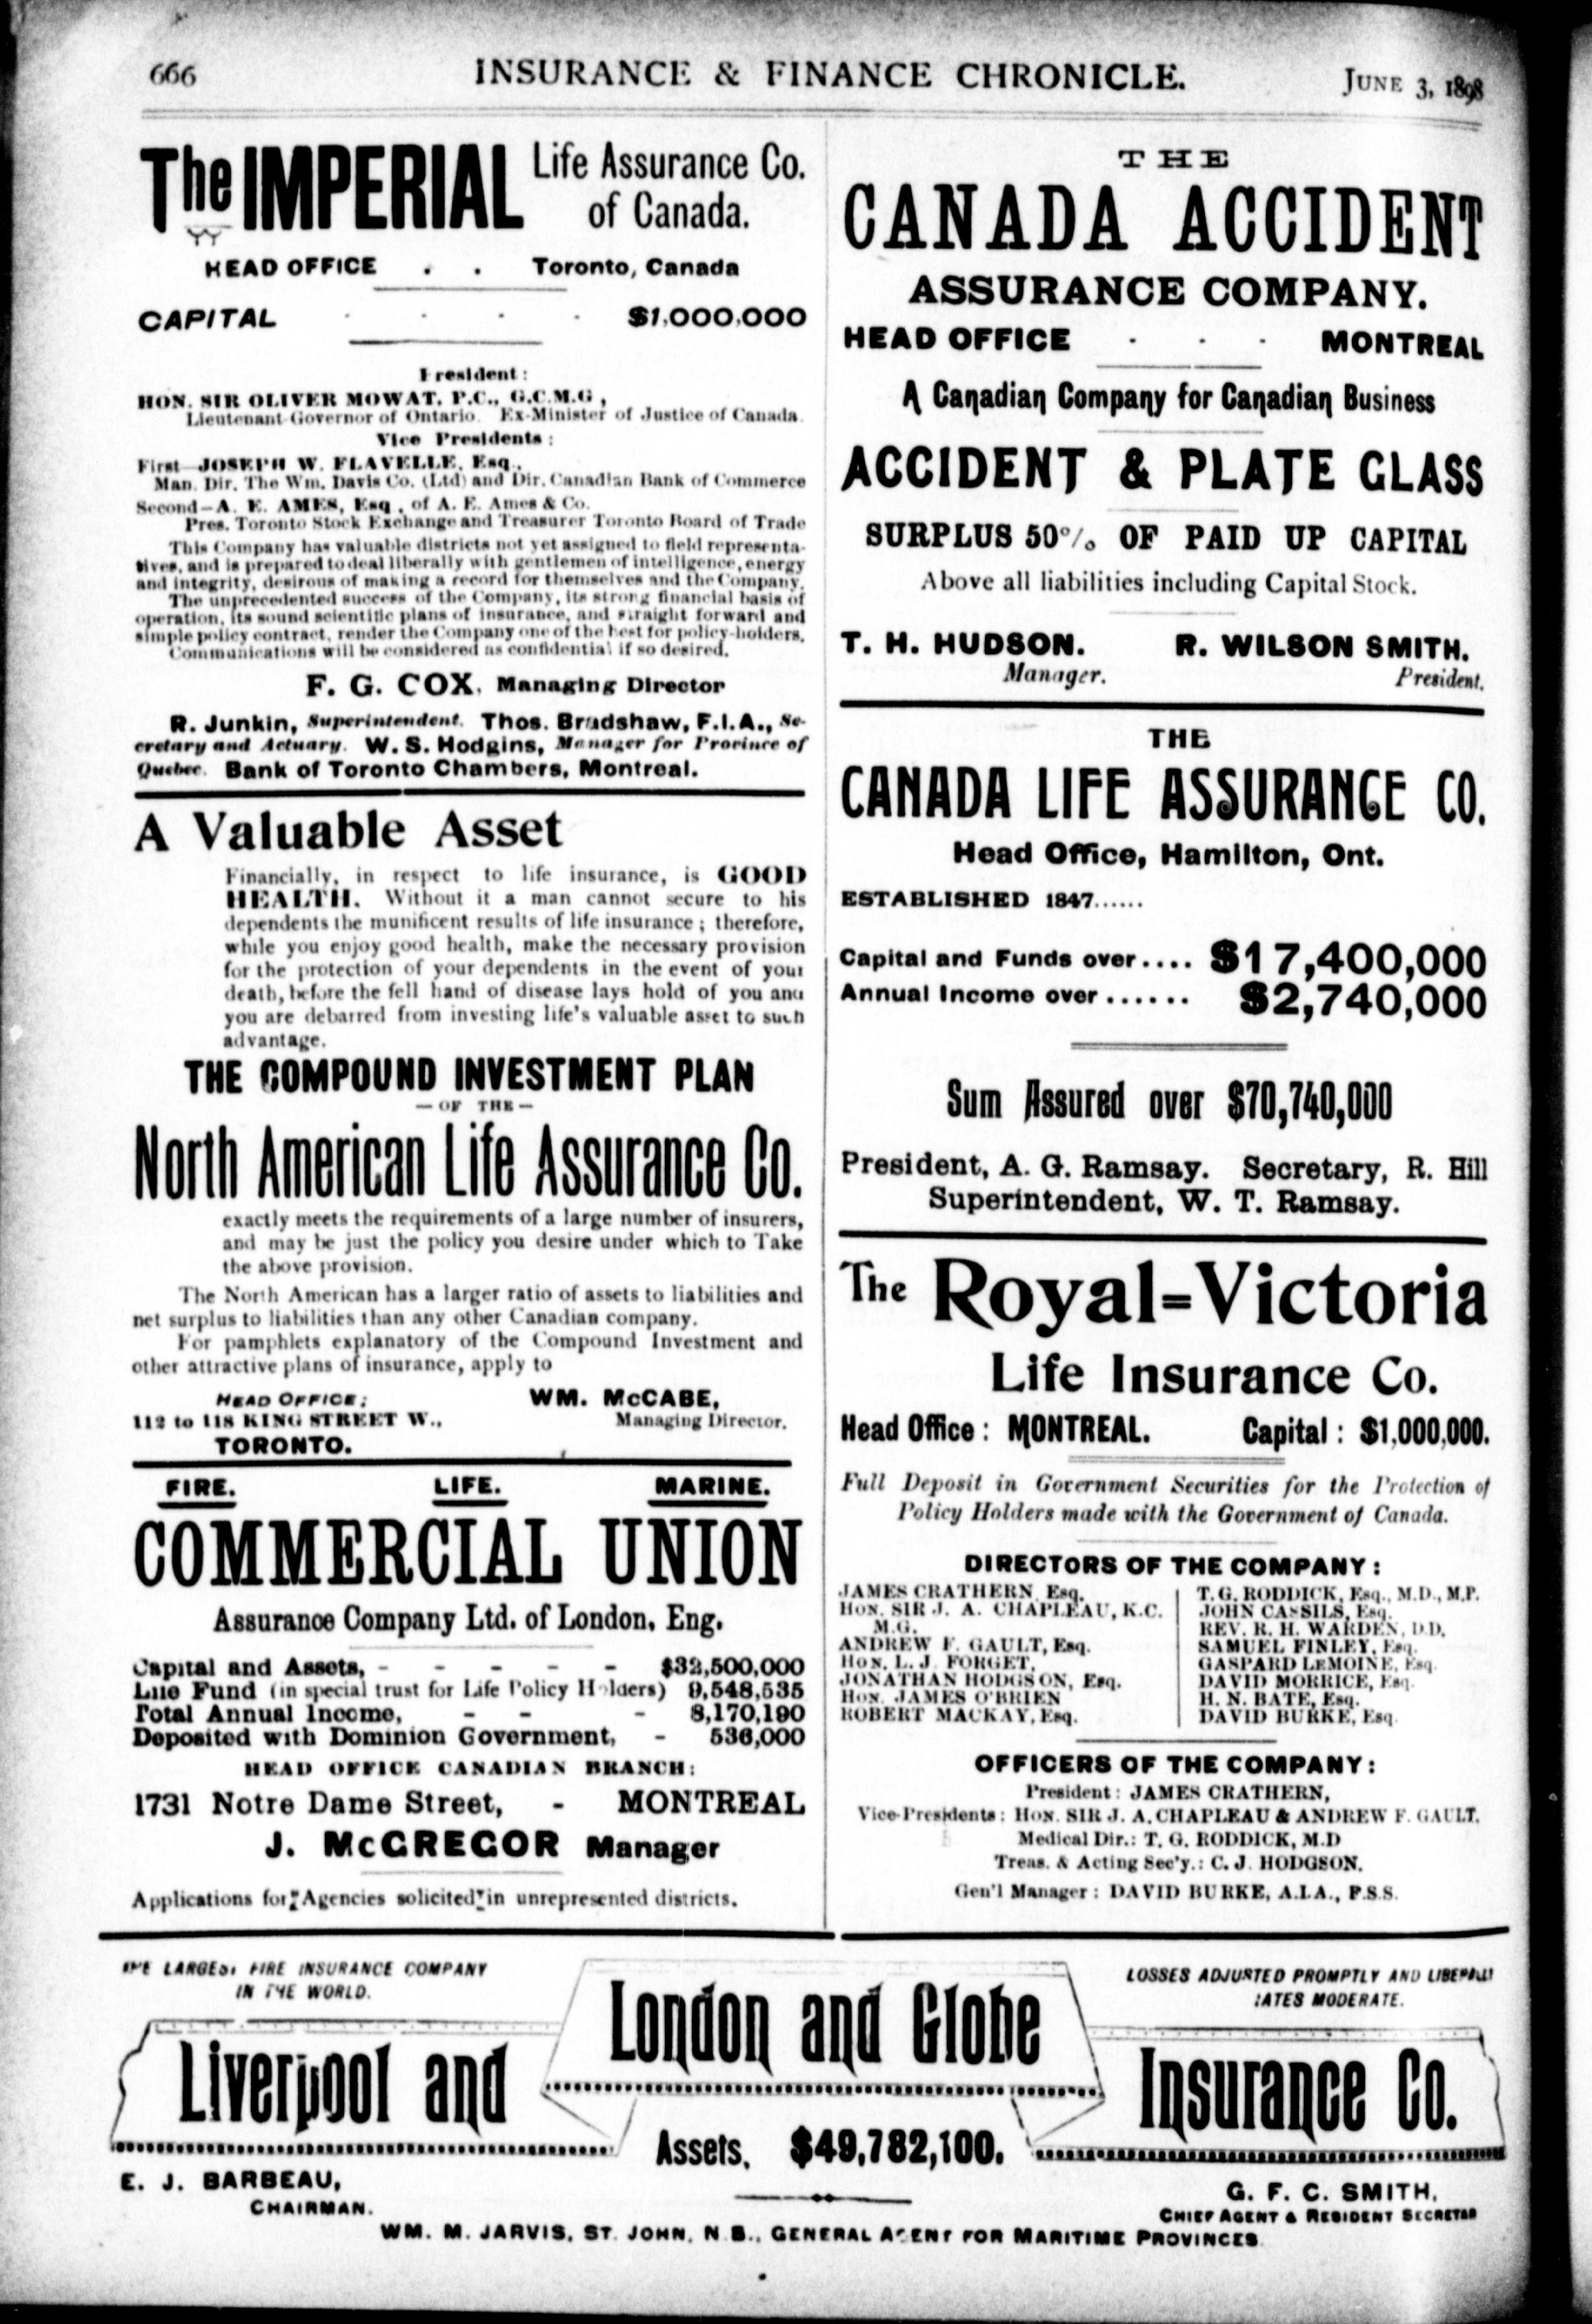 666 INSURANCE & FINANCE CHRONICLE. JUNE 3, 1898
The IMPERIAL Life Assurance Co.
of Canada.
HEAD OFFICE . . Toronto, Canada
CAPITAL - - - - $1,000,000
President:
HON. SIR OLIVER MOWAT, P.C., G.C.M.G,
Lieutenant Governor of Ontario. Ex-Minister of Justice of Canada.
Vice Presidents:
First—JOSEPH W. FLAVELLE, Esq.,
Man. Dir. The Wm. Davis Co. (Ltd) and Dir. Canadian Bank of Commerce
Second—A. E. AMES, Esq., of A. E. Ames & Co.
Pres. Toronto Stock Exchange and Treasurer Toronto Board of Trade
This Company has valuable districts not yet assigned to field representa-
tives, and is prepared to deal liberally with gentlemen of intelligence, energy
and integrity, desirous of making a record for themselves and the Company.
The unprecedented success of the Company, its strong financial basis of
operation, its sound scientific plans of insurance, and straight forward and
simple policy contract, render the Company one of the best for policy-holders.
Communications will be considered as confidential if so desired.
F. G. COX, Managing Director
R. Junkin, Superintendent. Thos. Bradshaw, F.I.A., Se-
cretary and Actuary. W. S. Hodgins, Manager for Province of
Quebec. Bank of Toronto Chambers, Montreal.
A Valuable Asset
Financially, in respect to life insurance, is GOOD
HEALTH. Without it a man cannot secure to his
dependents the munificent results of life insurance; therefore,
while you enjoy good health, make the necessary provision
for the protection of your dependents in the event of your
death, before the fell hand of disease lays hold of you and
you are debarred from investing life's valuable asset to such
advantage.
THE COMPOUND INVESTMENT PLAN
—OF THE—
North American Life Assurance Co.
exactly meets the requirements of a large number of insurers,
and may be just the policy you desire under which to Take
the above provision.
The North American has a larger ratio of assets to liabilities and
net surplus to liabilities than any other Canadian company.
For pamphlets explanatory of the Compound Investment and
other attractive plans of insurance, apply to
HEAD OFFICE; WM. McCABE,
112 to 118 KING STREET W., Managing Director.
TORONTO.
FIRE. LIFE. MARINE.
COMMERCIAL UNION
Assurance Company Ltd. of London, Eng.
Capital and Assets, - - - - - $32,500,000
Life Fund (in special trust for Life Policy Holders) 9,548,535
Total Annual Income, - - - 8,170,190
Deposited with Dominion Government, - 536,000
HEAD OFFICE CANADIAN BRANCH:
1731 Notre Dame Street, - MONTREAL
J. McGREGOR Manager
Applications for Agencies solicited in unrepresented districts.
THE
CANADA ACCIDENT
ASSURANCE COMPANY.
HEAD OFFICE - - - MONTREAL
A Canadian Company for Canadian Business
ACCIDENT & PLATE GLASS
SURPLUS 50% OF PAID UP CAPITAL
Above all liabilities including Capital Stock.
T. H. HUDSON. R. WILSON SMITH.
Manager. President.
THE
CANADA LIFE ASSURANCE CO.
Head Office, Hamilton, Ont.
ESTABLISHED 1847......
Capital and Funds over.... $17,400,000
Annual Income over ...... $2,740,000
Sum Assured over $70,740,000
President, A. G. Ramsay. Secretary, R. Hill
Superintendent, W. T. Ramsay.
The Royal=Victoria
Life Insurance Co.
Head Office: MONTREAL. Capital: $1,000,000.
Full Deposit in Government Securities for the Protection of
Policy Holders made with the Government of Canada.
DIRECTORS OF THE COMPANY:
JAMES CRATHERN, Esq.
HON. SIR J. A. CHAPLEAU, K.C.
M.G.
ANDREW F. GAULT, Esq.
HON. L. J. FORGET,
JONATHAN HODGSON, Esq.
HON. JAMES O'BRIEN
ROBERT MACKAY, Esq.
T. G. RODDICK, Esq., M.D., M.P.
JOHN CASSILS, Esq.
REV. R. H. WARDEN, D.D.
SAMUEL FINLEY, Esq.
GASPARD LEMOINE, Esq.
DAVID MORRICE, Esq.
H. N. BATE, Esq.
DAVID BURKE, Esq.
OFFICERS OF THE COMPANY:
President: JAMES CRATHERN,
Vice-Presidents: HON. SIR J. A. CHAPLEAU & ANDREW F. GAULT.
Medical Dir.: T. G. RODDICK, M.D
Treas. & Acting Sec'y.: C. J. HODGSON.
Gen'l Manager: DAVID BURKE, A.I.A., F.S.S.
THE LARGEST FIRE INSURANCE COMPANY
IN THE WORLD.
LOSSES ADJUSTED PROMPTLY AND LIBERALLY
RATES MODERATE.
Liverpool and London and Globe Insurance Co.
Assets, $49,782,100.
E. J. BARBEAU,
CHAIRMAN.
G. F. C. SMITH,
CHIEF AGENT & RESIDENT SECRETAR
WM. M. JARVIS, ST. JOHN, N.B., GENERAL AGENT FOR MARITIME PROVINCES